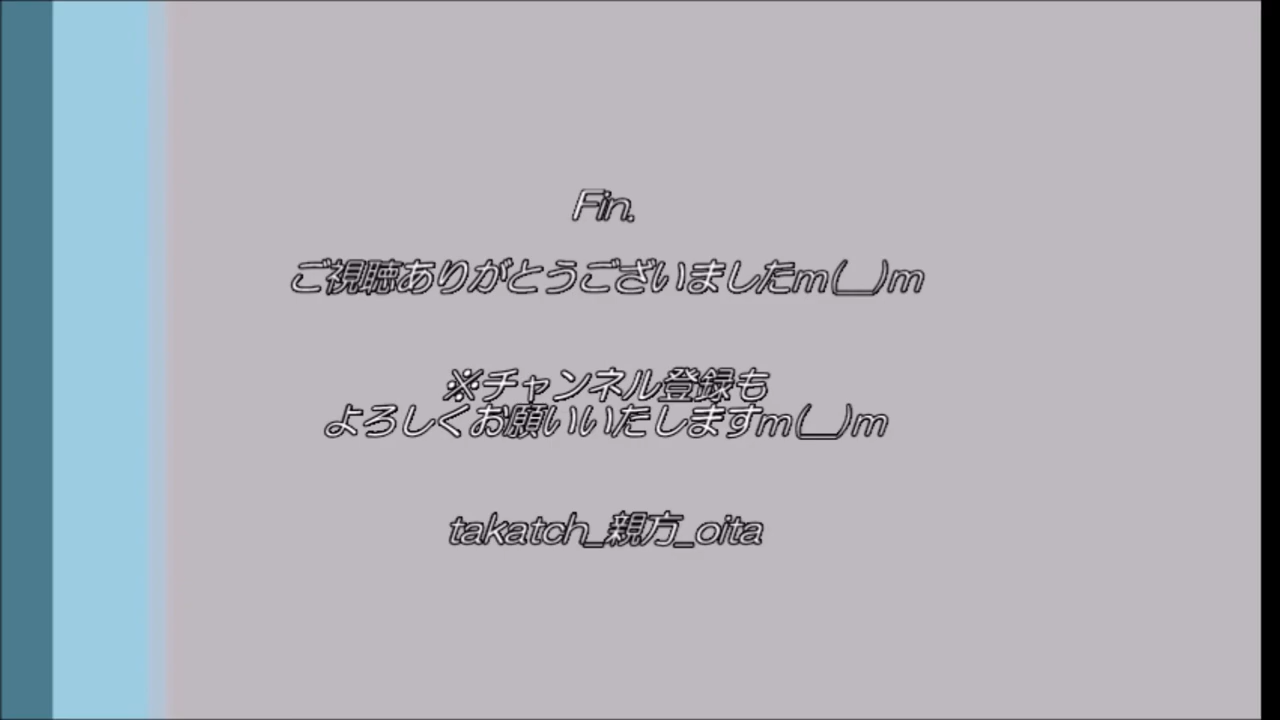 Fin.
ご視聴ありがとうございましたm(__)m
※チャンネル登録も
よろしくお願いいたしますm(__)m
takatch_親方_oita